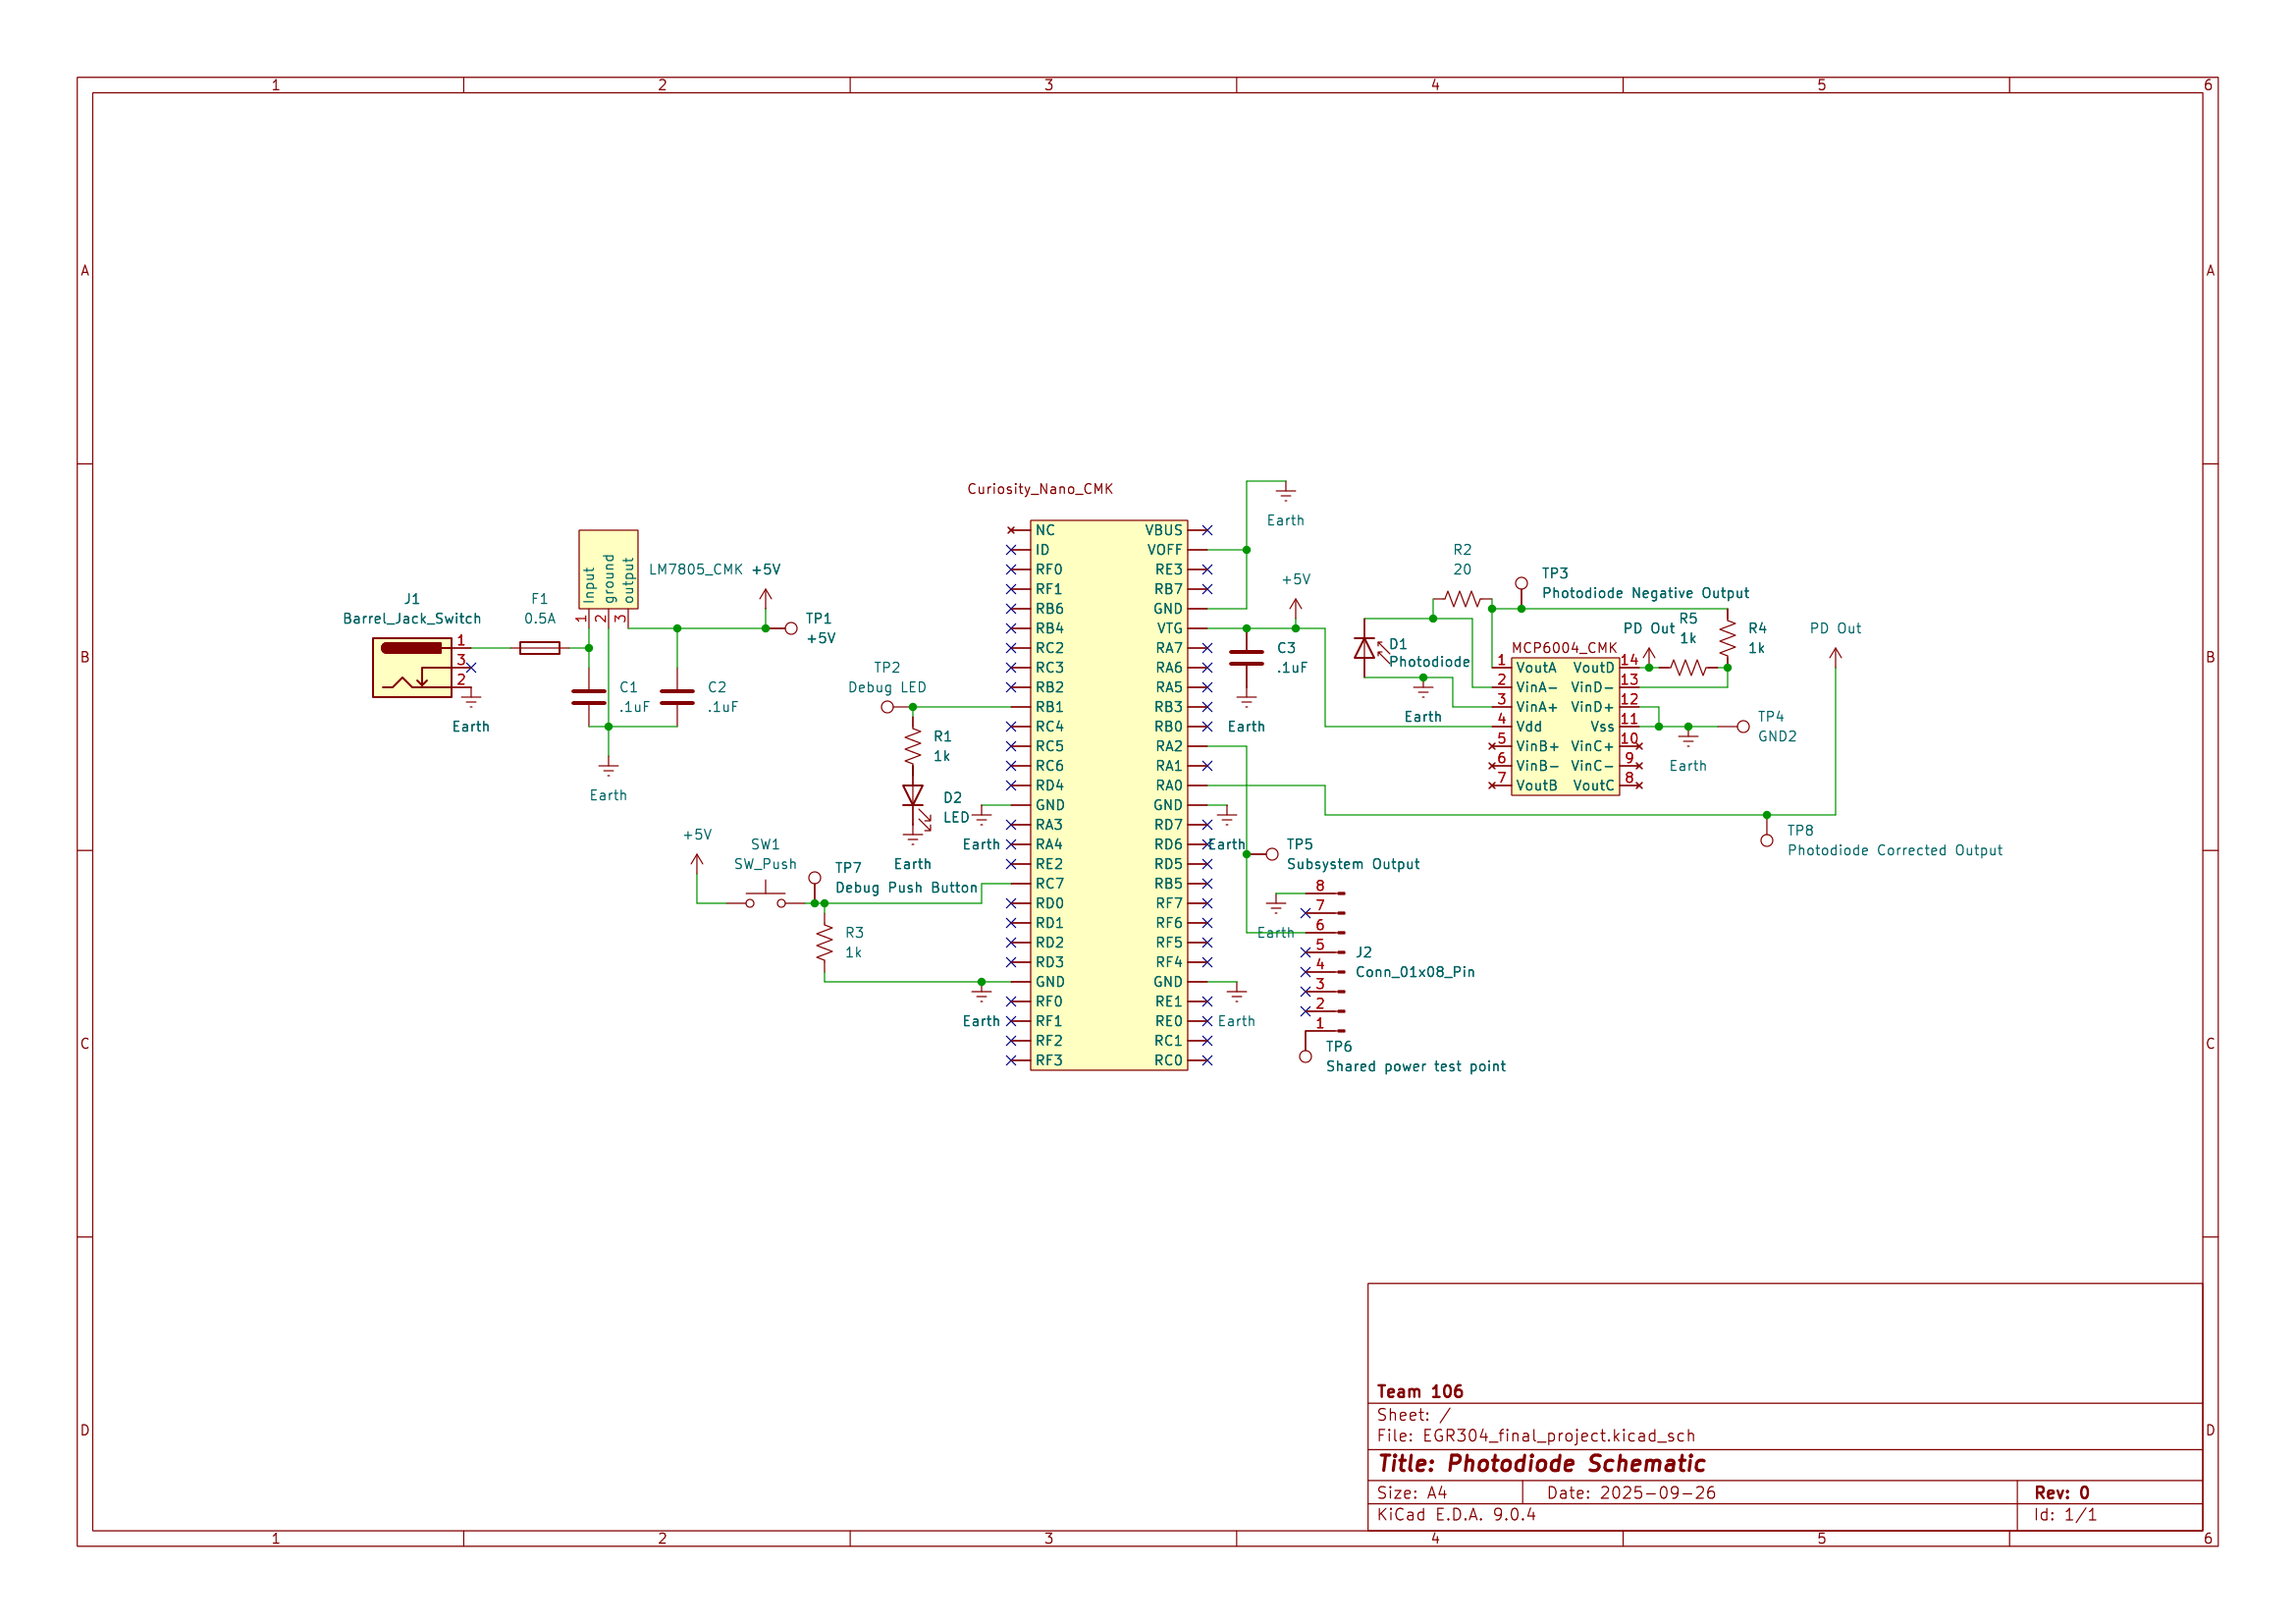 1 2 3 4 5 6
A A
B B
C C
D D
1 2 3 4 5 6
J1
Barrel_Jack_Switch
1
3
2
Earth
F1
0.5A
Input
ground
output
1
2
3
LM7805_CMK
+5V
TP1
+5V
C1
.1uF
C2
.1uF
Earth
TP2
Debug LED
R1
1k
D2
LED
Earth
+5V
SW1
SW_Push
TP7
Debug Push Button
R3
1k
Earth
Earth
Curiosity_Nano_CMK
NC VBUS
ID VOFF
RF0 RE3
RF1 RB7
RB6 GND
RB4 VTG
RC2 RA7
RC3 RA6
RB2 RA5
RB1 RB3
RC4 RB0
RC5 RA2
RC6 RA1
RD4 RA0
GND GND
RA3 RD7
RA4 RD6
RE2 RD5
RC7 RB5
RD0 RF7
RD1 RF6
RD2 RF5
RD3 RF4
GND GND
RF0 RE1
RF1 RE0
RF2 RC1
RF3 RC0
Earth
+5V
C3
.1uF
Earth
Earth
Earth
TP5
Subsystem Output
Earth
8
7
6
5
4
3
2
1
J2
Conn_01x08_Pin
TP6
Shared power test point
R2
20
D1
Photodiode
Earth
TP3
Photodiode Negative Output
R5
1k
PD Out
R4
1k
PD Out
MCP6004_CMK
1 VoutA VoutD 14
2 VinA- VinD- 13
3 VinA+ VinD+ 12
4 Vdd Vss 11
5 VinB+ VinC+ 10
6 VinB- VinC- 9
7 VoutB VoutC 8
TP4
GND2
Earth
TP8
Photodiode Corrected Output
Team 106
Sheet: /
File: EGR304_final_project.kicad_sch
Title: Photodiode Schematic
Size: A4 Date: 2025-09-26 Rev: 0
KiCad E.D.A. 9.0.4 Id: 1/1